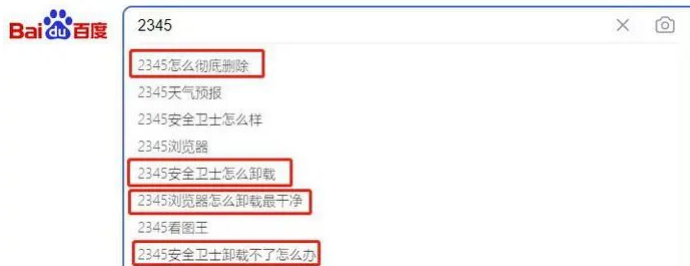 Bai du 百度
2345
2345怎么彻底删除
2345天气预报
2345安全卫士怎么样
2345浏览器
2345安全卫士怎么卸载
2345浏览器怎么卸载最干净
2345看图王
2345安全卫士卸载不了怎么办